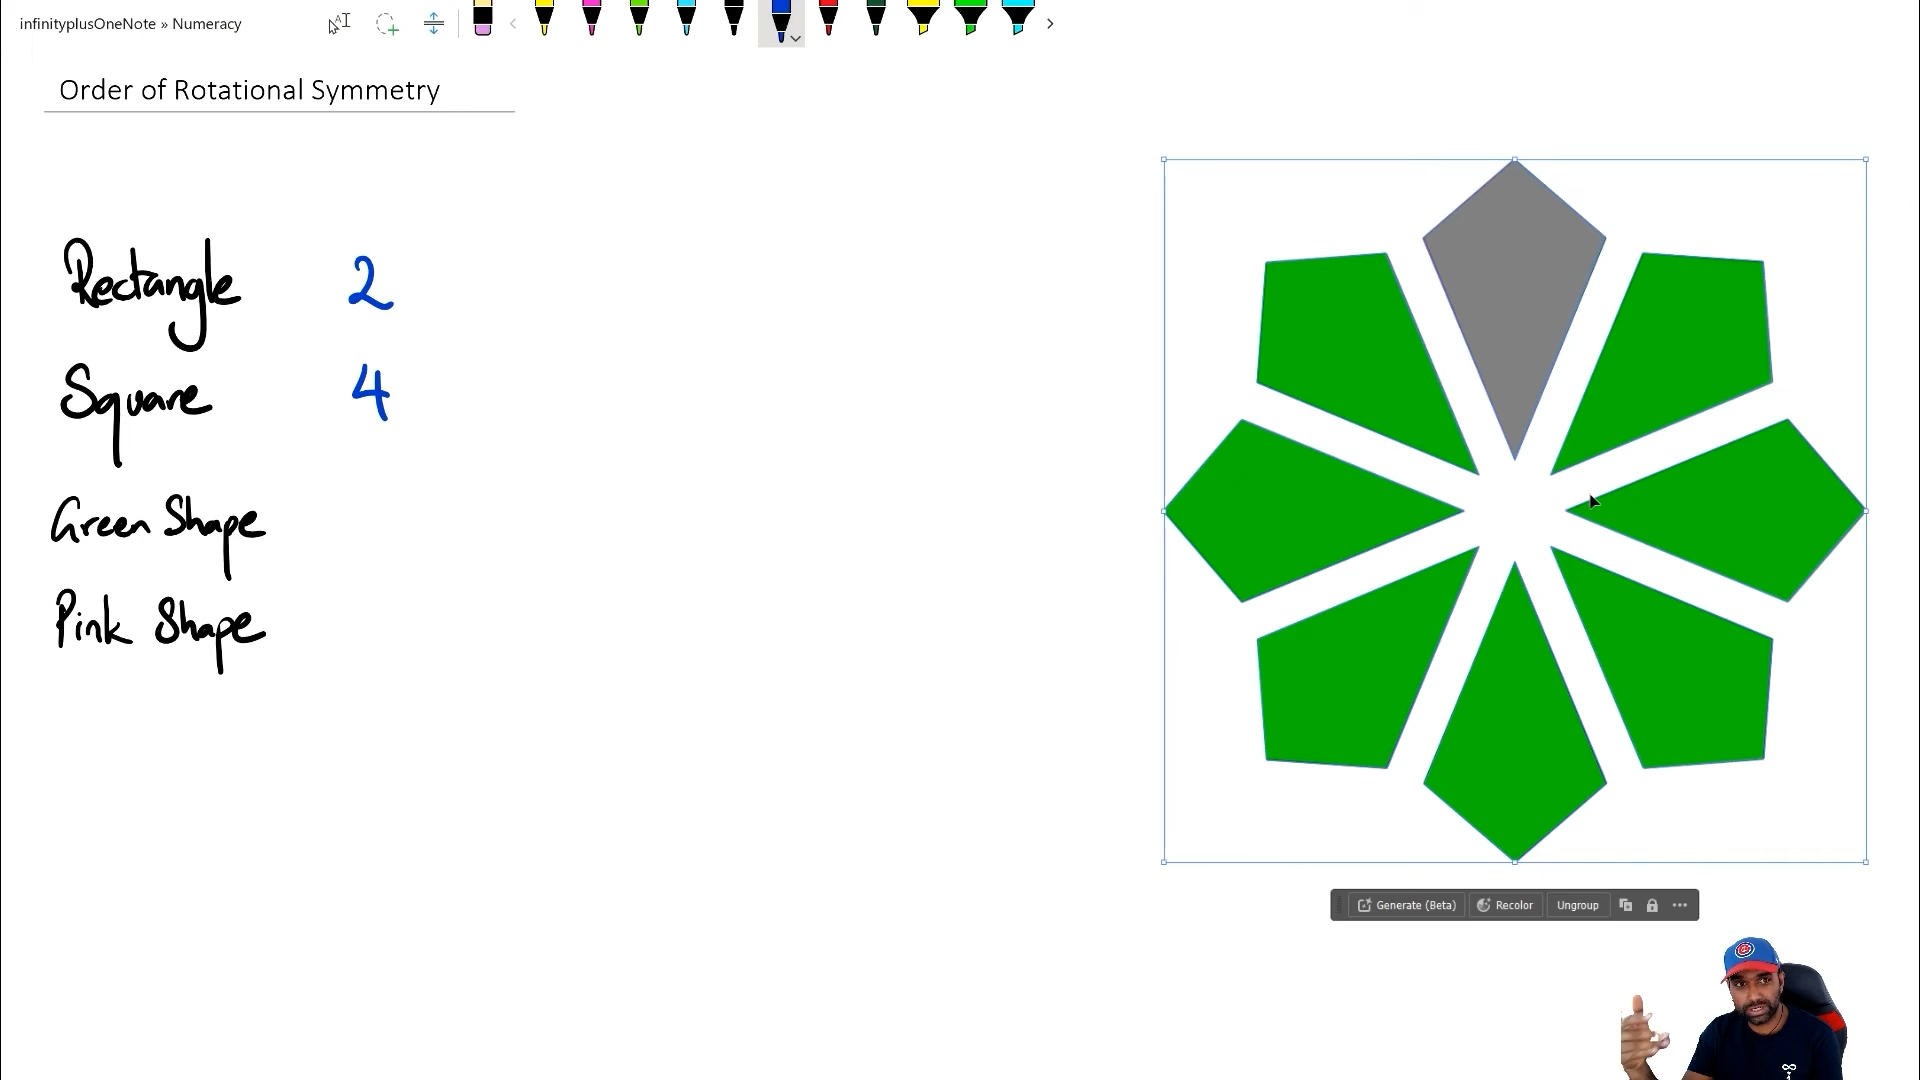 infinityplusOneNote » Numeracy
Order of Rotational Symmetry
Rectangle 2
Square 4
Green Shape
Pink Shape
Generate (Beta) Recolor Ungroup